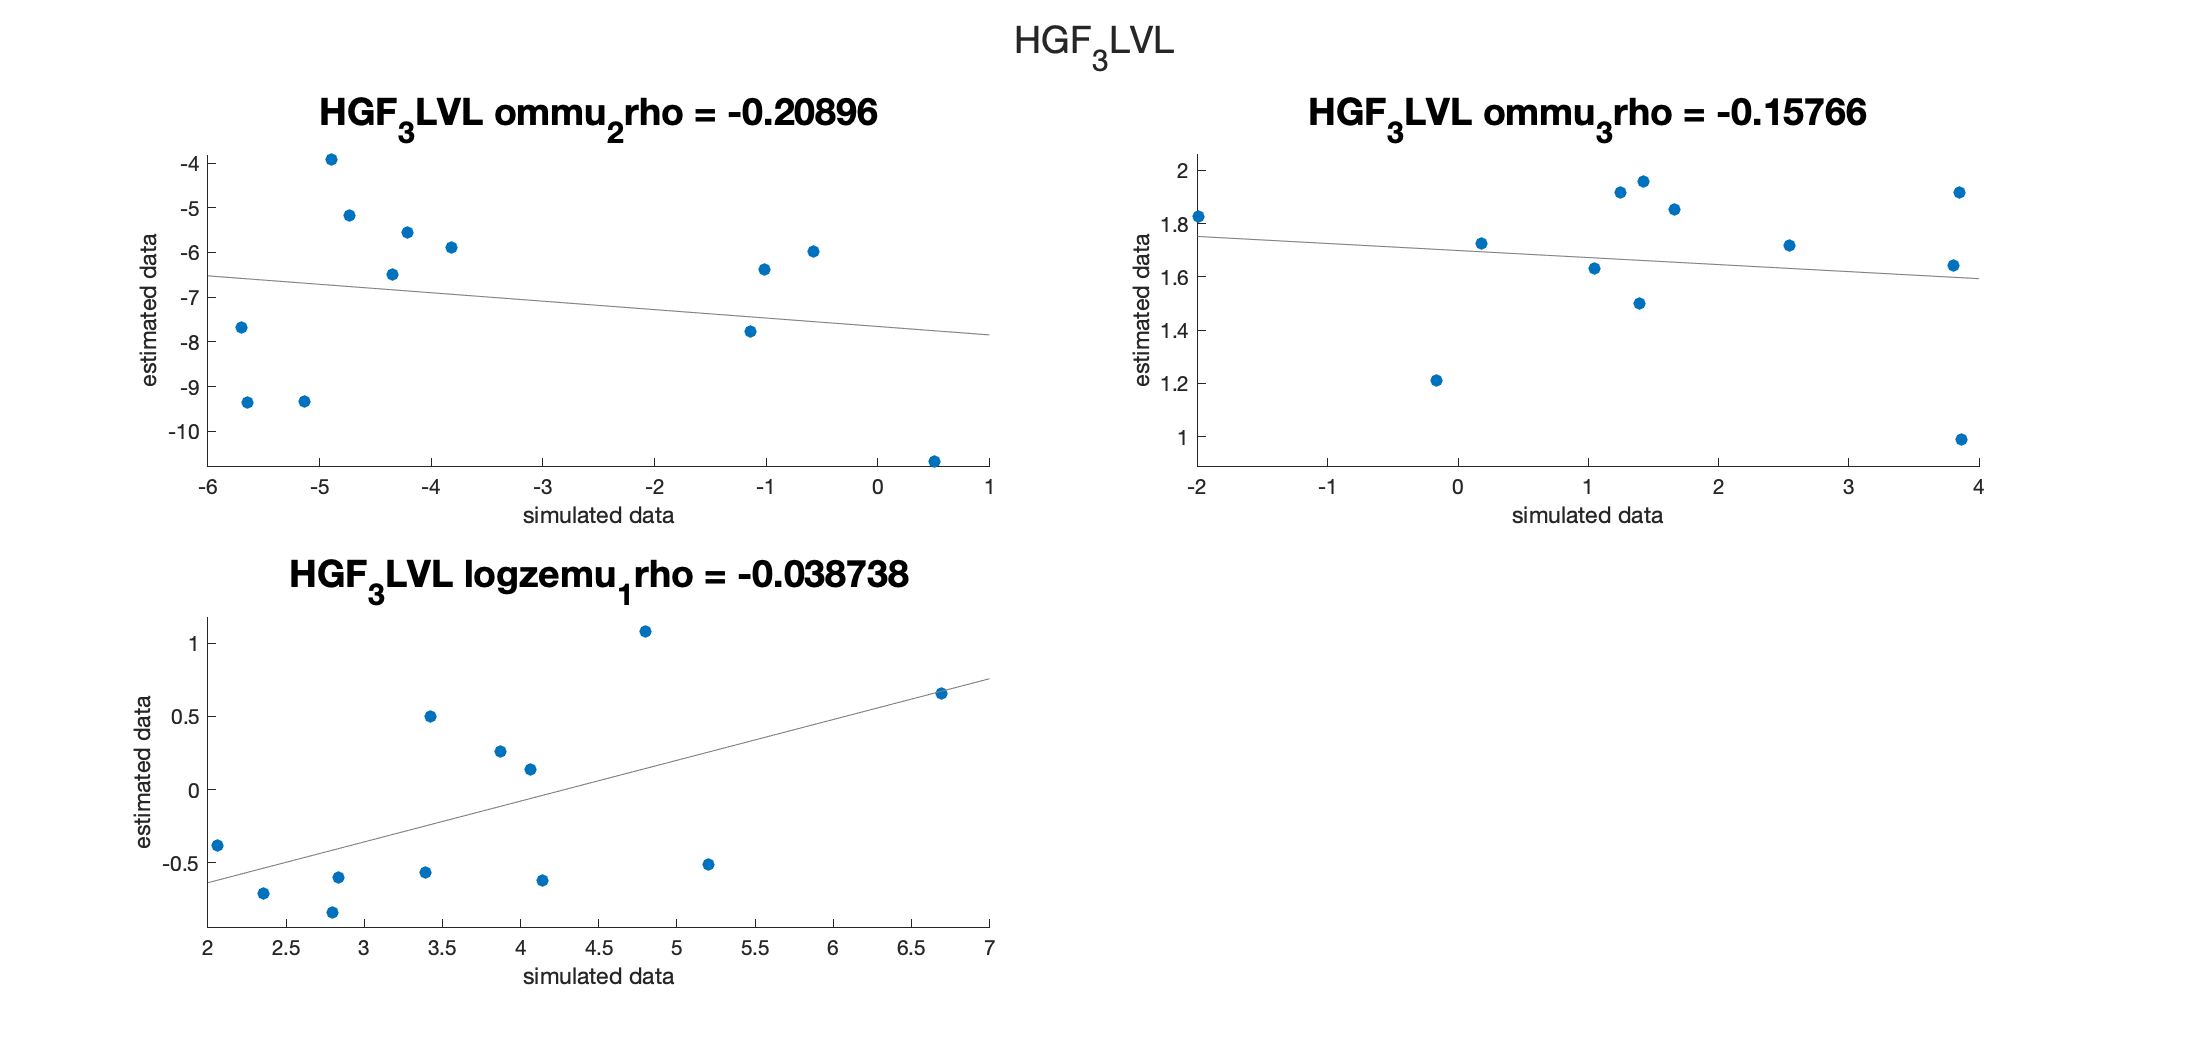 HGF₃LVL
HGF₃LVL ommu₂rho = -0.20896
-4
-5
-6
-7
-8
-9
-10
estimated data
-6 -5 -4 -3 -2 -1 0 1
simulated data
HGF₃LVL ommu₃rho = -0.15766
2
1.8
1.6
1.4
1.2
1
estimated data
-2 -1 0 1 2 3 4
simulated data
HGF₃LVL logzemu₁rho = -0.038738
1
0.5
0
-0.5
estimated data
2 2.5 3 3.5 4 4.5 5 5.5 6 6.5 7
simulated data